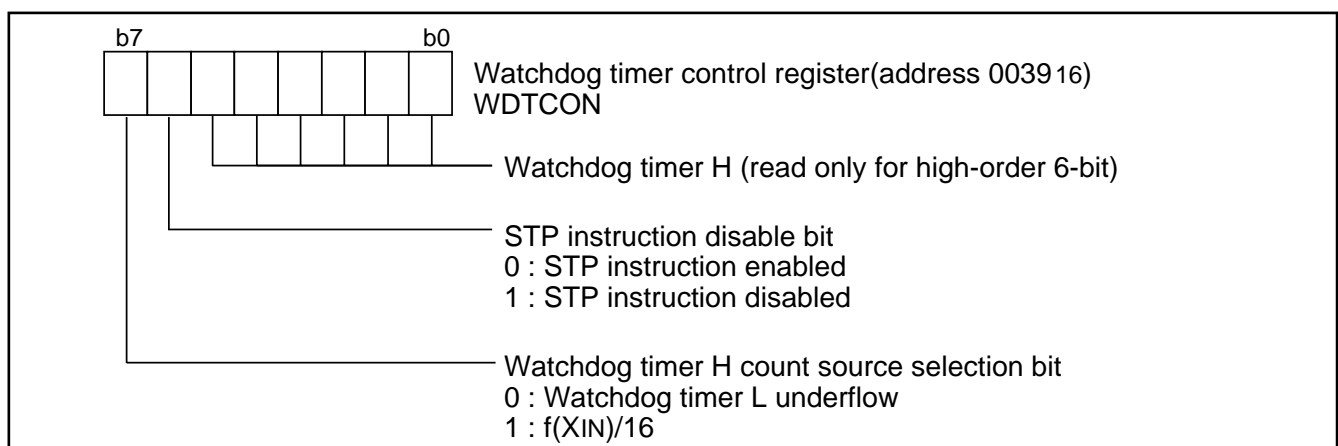 b7 b0
Watchdog timer control register(address 003916)
WDTCON
Watchdog timer H (read only for high-order 6-bit)
STP instruction disable bit
0 : STP instruction enabled
1 : STP instruction disabled
Watchdog timer H count source selection bit
0 : Watchdog timer L underflow
1 : f(XIN)/16